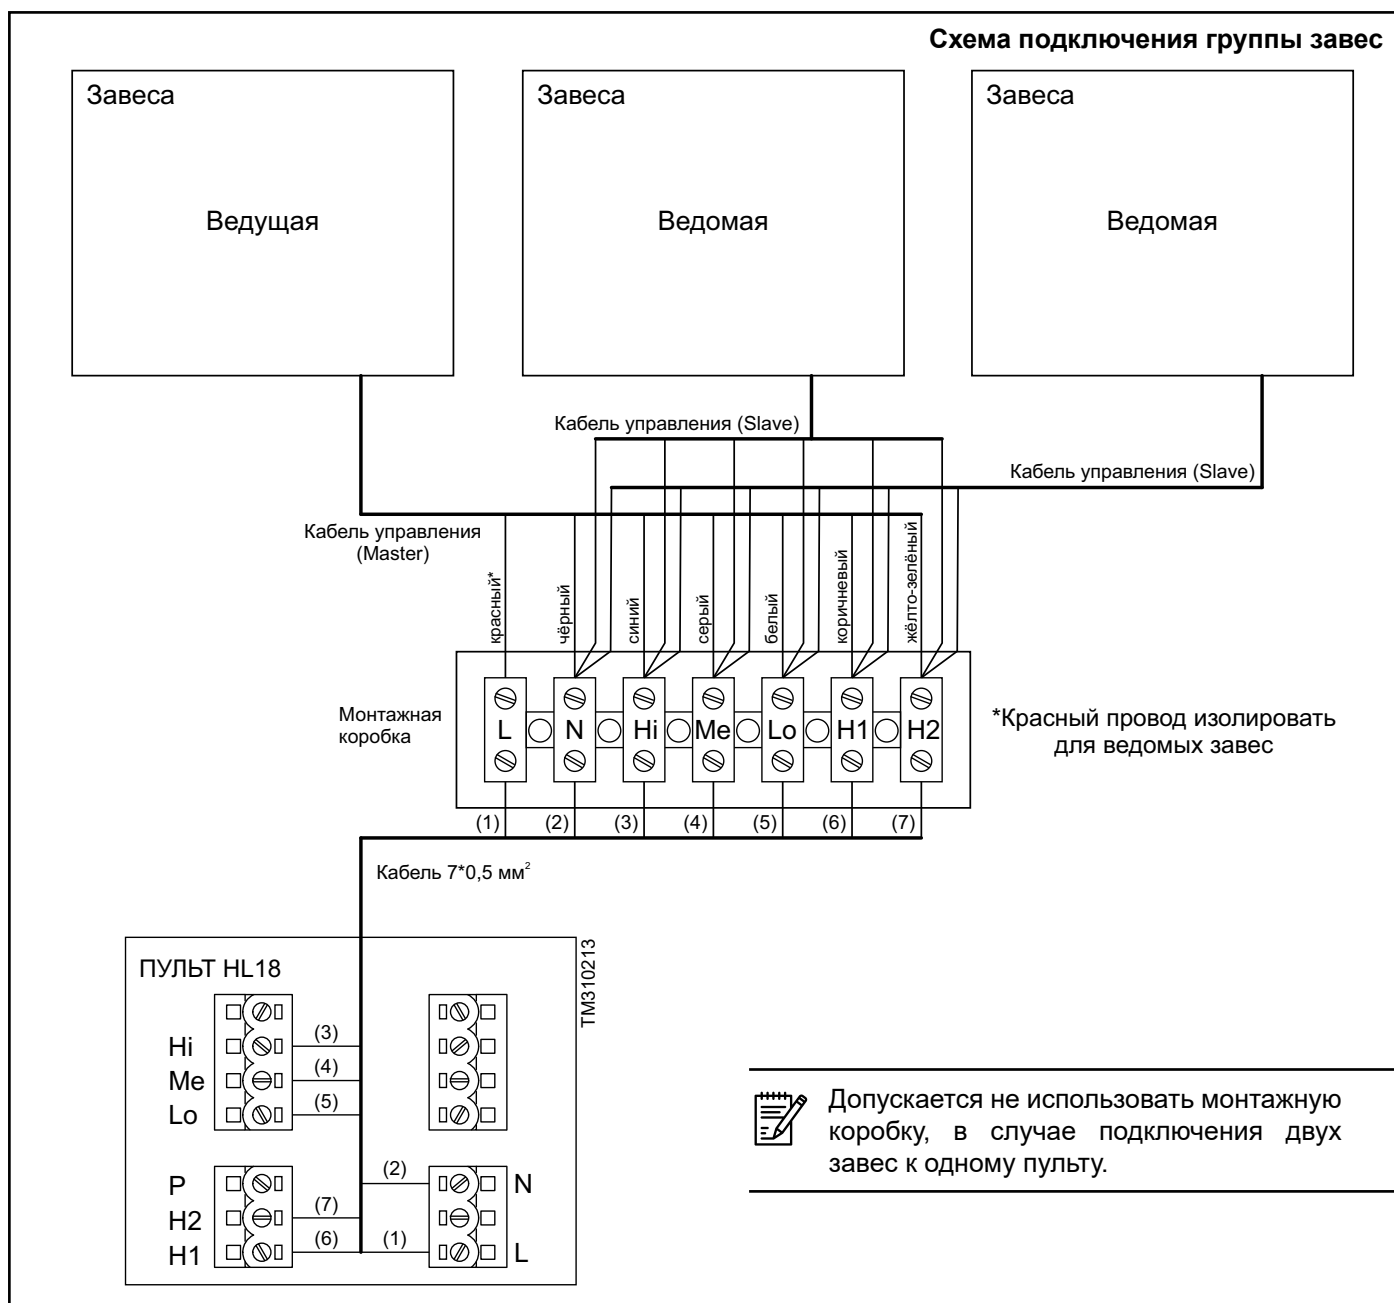 Схема подключения группы завес
Завеса
Ведущая
Завеса
Ведомая
Завеса
Ведомая
Кабель управления (Slave)
Кабель управления (Slave)
Кабель управления
(Master)
красный*
чёрный
синий
серый
белый
коричневый
жёлто-зелёный
Монтажная
коробка
L
N
Hi
Me
Lo
H1
H2
*Красный провод изолировать
для ведомых завес
(1)
(2)
(3)
(4)
(5)
(6)
(7)
Кабель 7*0,5 мм²
ПУЛЬТ HL18
TM310213
Hi
(3)
Me
(4)
Lo
(5)
P
(2)
N
H2
(7)
H1
(6)
(1)
L
Допускается не использовать монтажную
коробку, в случае подключения двух
завес к одному пульту.